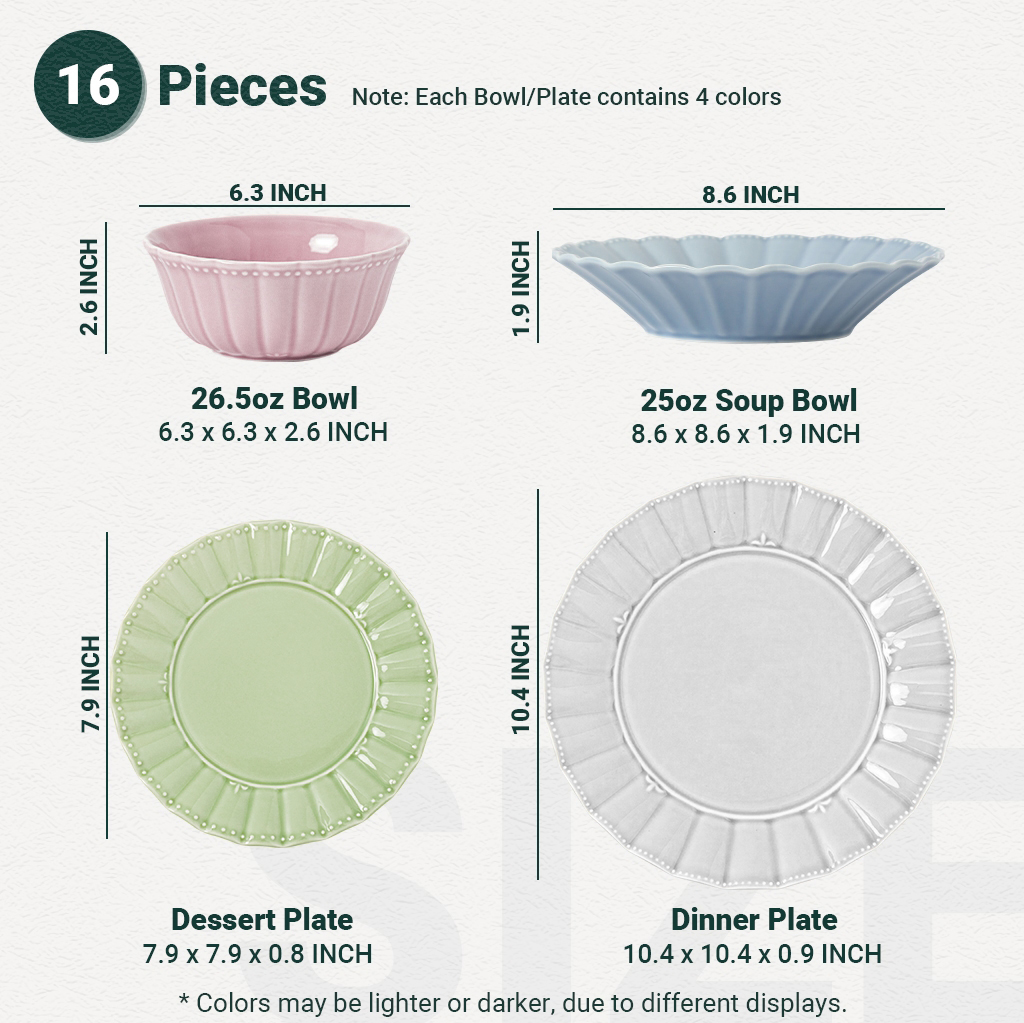 16 Pieces Note: Each Bowl/Plate contains 4 colors
6.3 INCH
2.6 INCH
26.5oz Bowl
6.3 x 6.3 x 2.6 INCH
8.6 INCH
1.9 INCH
25oz Soup Bowl
8.6 x 8.6 x 1.9 INCH
7.9 INCH
Dessert Plate
7.9 x 7.9 x 0.8 INCH
10.4 INCH
Dinner Plate
10.4 x 10.4 x 0.9 INCH
SIZE
* Colors may be lighter or darker, due to different displays.